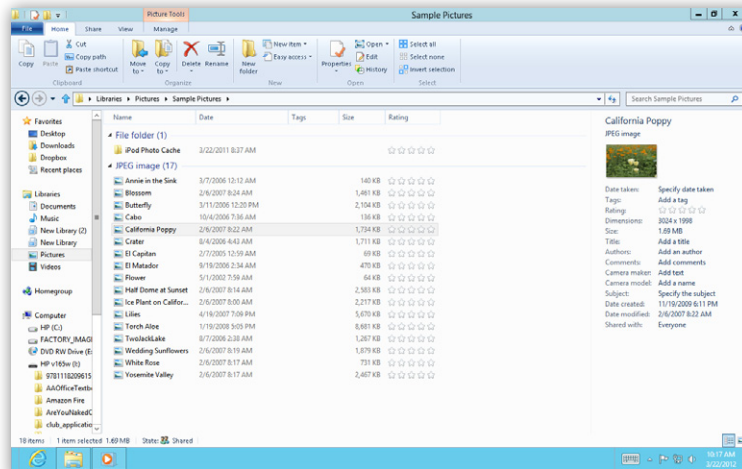 Picture Tools
Sample Pictures
File Home Share View Manage
Copy
Paste
Cut
Copy path
Paste shortcut
Clipboard
Move to
Copy to
Delete
Rename
Organize
New folder
New item
Easy access
New
Properties
Open
Edit
History
Open
Select all
Select none
Invert selection
Select
Libraries Pictures Sample Pictures
Search Sample Pictures
Favorites
Desktop
Downloads
Dropbox
Recent places
Libraries
Documents
Music
New Library (2)
New Library
Pictures
Videos
Homegroup
Computer
HP (C:)
FACTORY_IMAG
DVD RW Drive (E:
HP v165w (I:)
9781118209615
AAOfficeTextb
Amazon Fire
AreYouNakedC
club_applicatio
Name Date Tags Size Rating
File folder (1)
iPod Photo Cache 3/22/2011 8:37 AM
JPEG image (17)
Annie in the Sink 3/7/2006 12:12 AM 140 KB
Blossom 2/6/2007 8:24 AM 1,461 KB
Butterfly 3/11/2006 12:20 PM 2,104 KB
Cabo 10/4/2006 7:36 AM 136 KB
California Poppy 2/6/2007 8:22 AM 1,734 KB
Crater 8/4/2006 4:43 AM 1,711 KB
El Capitan 2/7/2005 12:59 AM 69 KB
El Matador 9/19/2006 2:34 AM 470 KB
Flower 5/1/2002 7:59 AM 64 KB
Half Dome at Sunset 2/6/2007 8:14 AM 2,583 KB
Ice Plant on Califor... 2/6/2007 8:00 AM 2,217 KB
Lilies 4/19/2007 7:09 PM 5,670 KB
Torch Aloe 1/19/2008 5:05 PM 8,681 KB
TwoJackLake 8/7/2006 2:38 AM 1,267 KB
Wedding Sunflowers 2/6/2007 8:19 AM 1,879 KB
White Rose 2/6/2007 8:17 AM 731 KB
Yosemite Valley 2/6/2007 8:17 AM 2,467 KB
California Poppy
JPEG image
Date taken: Specify date taken
Tags: Add a tag
Rating:
Dimensions: 3024 x 1998
Size: 1.69 MB
Title: Add a title
Authors: Add an author
Comments: Add comments
Camera maker: Add text
Camera model: Add a name
Subject: Specify the subject
Date created: 11/19/2009 6:11 PM
Date modified: 2/6/2007 8:22 AM
Shared with: Everyone
18 items 1 item selected 1.69 MB State: Shared
10:17 AM
3/22/2012